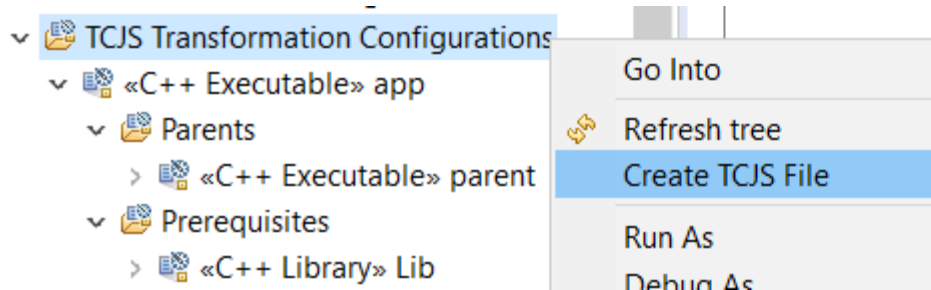 TCJS Transformation Configurations
«C++ Executable» app
Parents
«C++ Executable» parent
Prerequisites
«C++ Library» Lib
Go Into
Refresh tree
Create TCJS File
Run As
Debug As